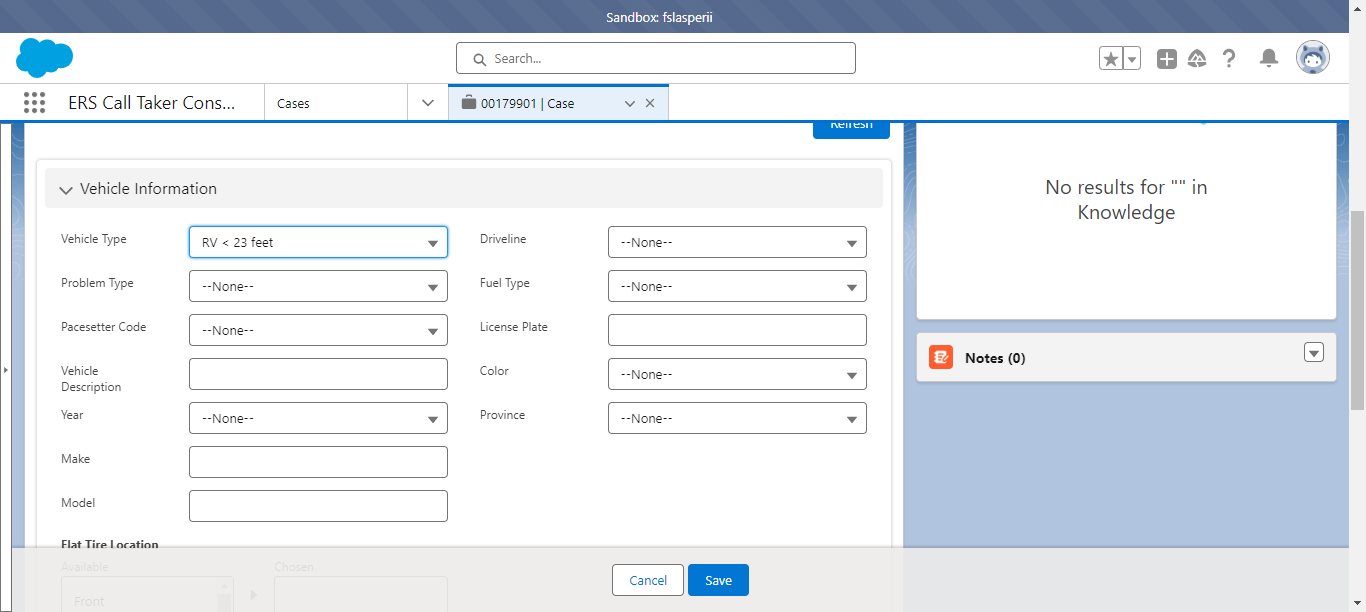 Sandbox: fslasperii
Search...
ERS Call Taker Cons...
Cases
00179901 | Case
Refresh
Vehicle Information
Vehicle Type
RV < 23 feet
Driveline
--None--
Problem Type
--None--
Fuel Type
--None--
Pacesetter Code
--None--
License Plate
Vehicle
Description
Color
--None--
Year
--None--
Province
--None--
Make
Model
Flat Tire Location
Available
Chosen
Front
Cancel
Save
No results for "" in
Knowledge
Notes (0)